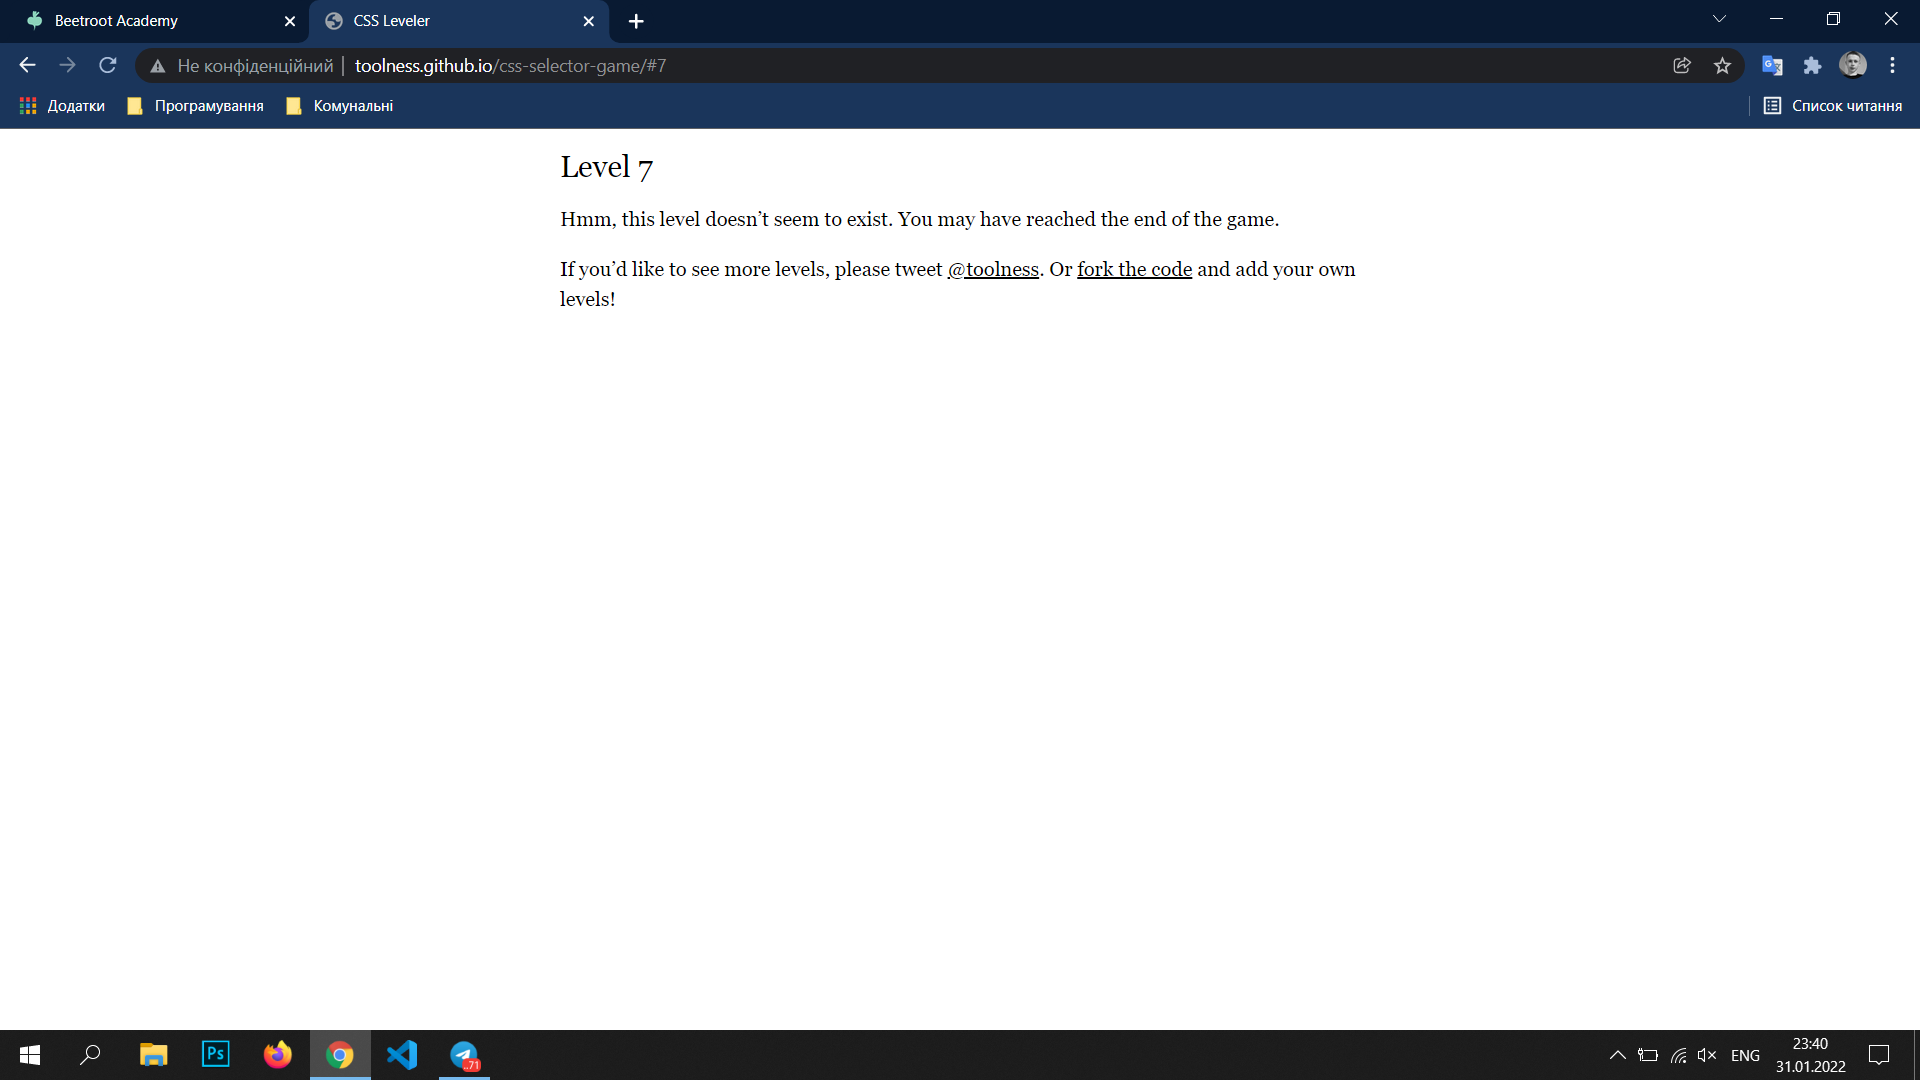 Beetroot Academy
CSS Leveler
Не конфіденційний
toolness.github.io/css-selector-game/#7
Додатки
Програмування
Комунальні
Список читання
Level 7
Hmm, this level doesn’t seem to exist. You may have reached the end of the game.
If you’d like to see more levels, please tweet @toolness. Or fork the code and add your own
levels!
Ps
..71
ENG
23:40
31.01.2022